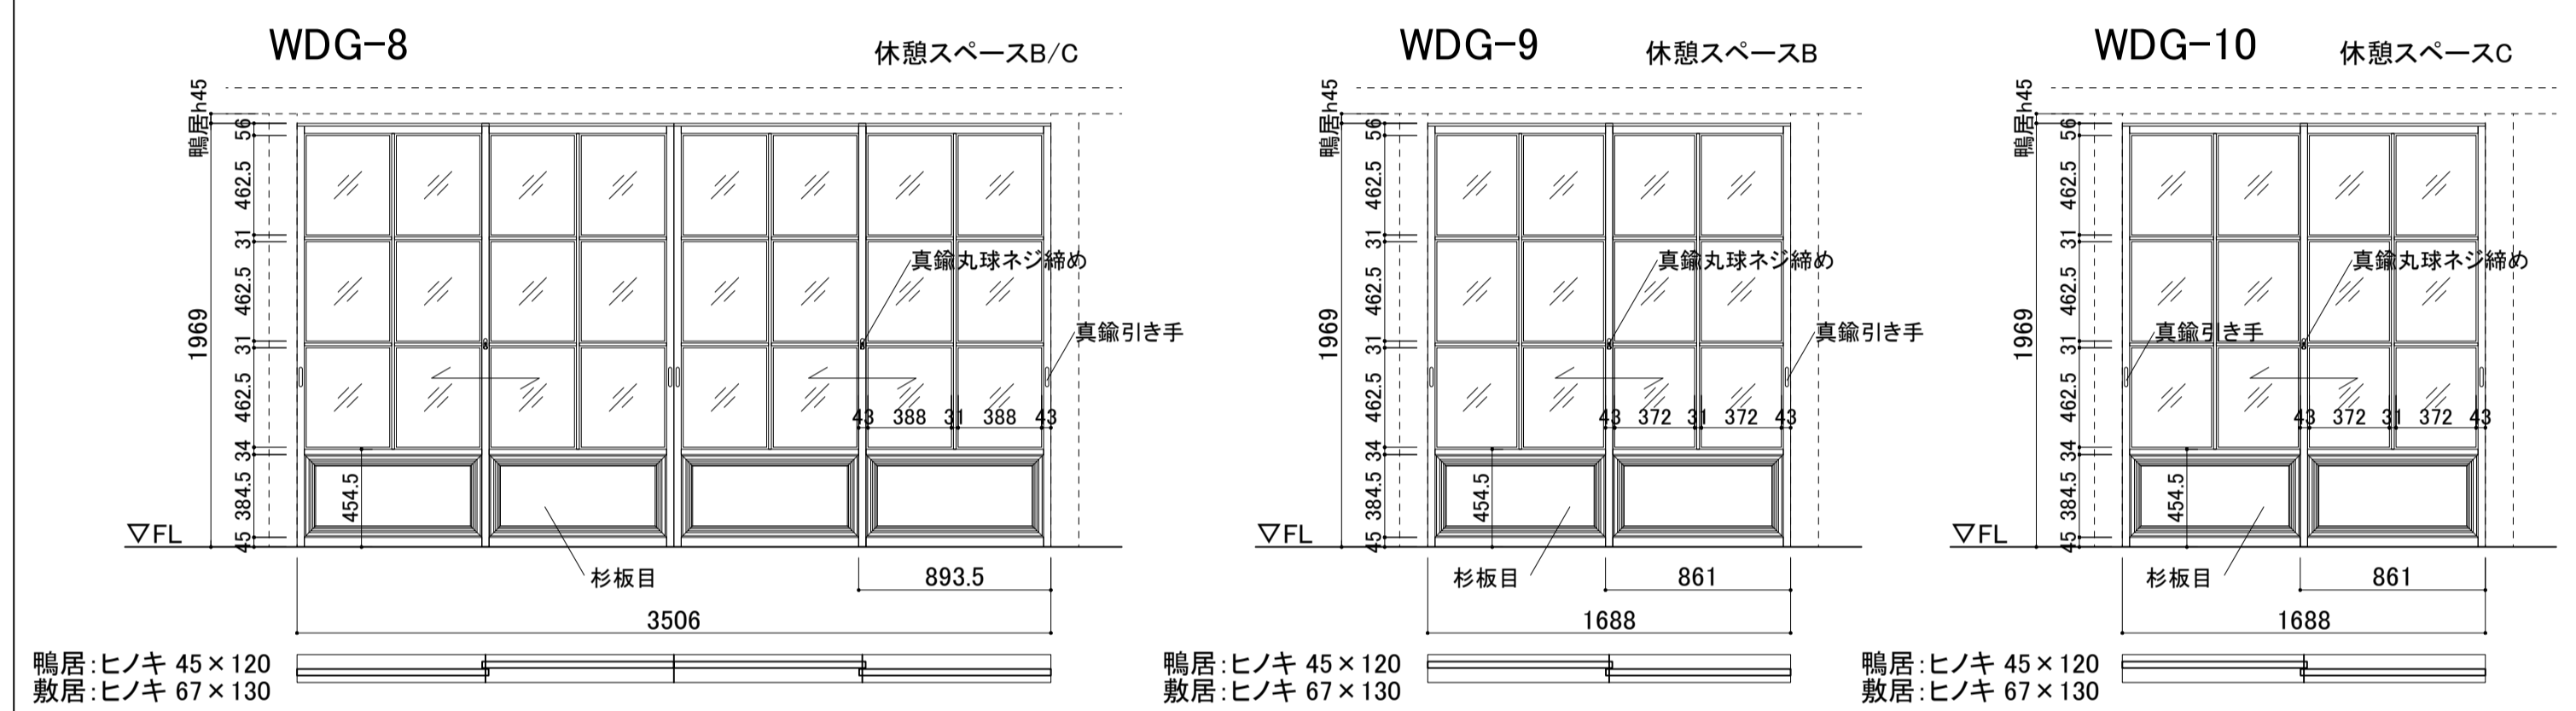 WDG-8
休憩スペースB/C
鴨居h45
56
462.5
31
462.5
31
462.5
34
384.5
45
1969
454.5
真鍮丸球ネジ締め
真鍮引き手
43 388 31 388 43
▽FL
杉板目
893.5
3506
鴨居:ヒノキ 45×120
敷居:ヒノキ 67×130
WDG-9
休憩スペースB
鴨居h45
56
462.5
31
462.5
31
462.5
34
384.5
45
1969
454.5
真鍮丸球ネジ締め
真鍮引き手
43 372 31 372 43
▽FL
杉板目
861
1688
鴨居:ヒノキ 45×120
敷居:ヒノキ 67×130
WDG-10
休憩スペースC
鴨居h45
56
462.5
31
462.5
31
462.5
34
384.5
45
1969
454.5
真鍮丸球ネジ締め
真鍮引き手
43 372 31 372 43
▽FL
杉板目
861
1688
鴨居:ヒノキ 45×120
敷居:ヒノキ 67×130